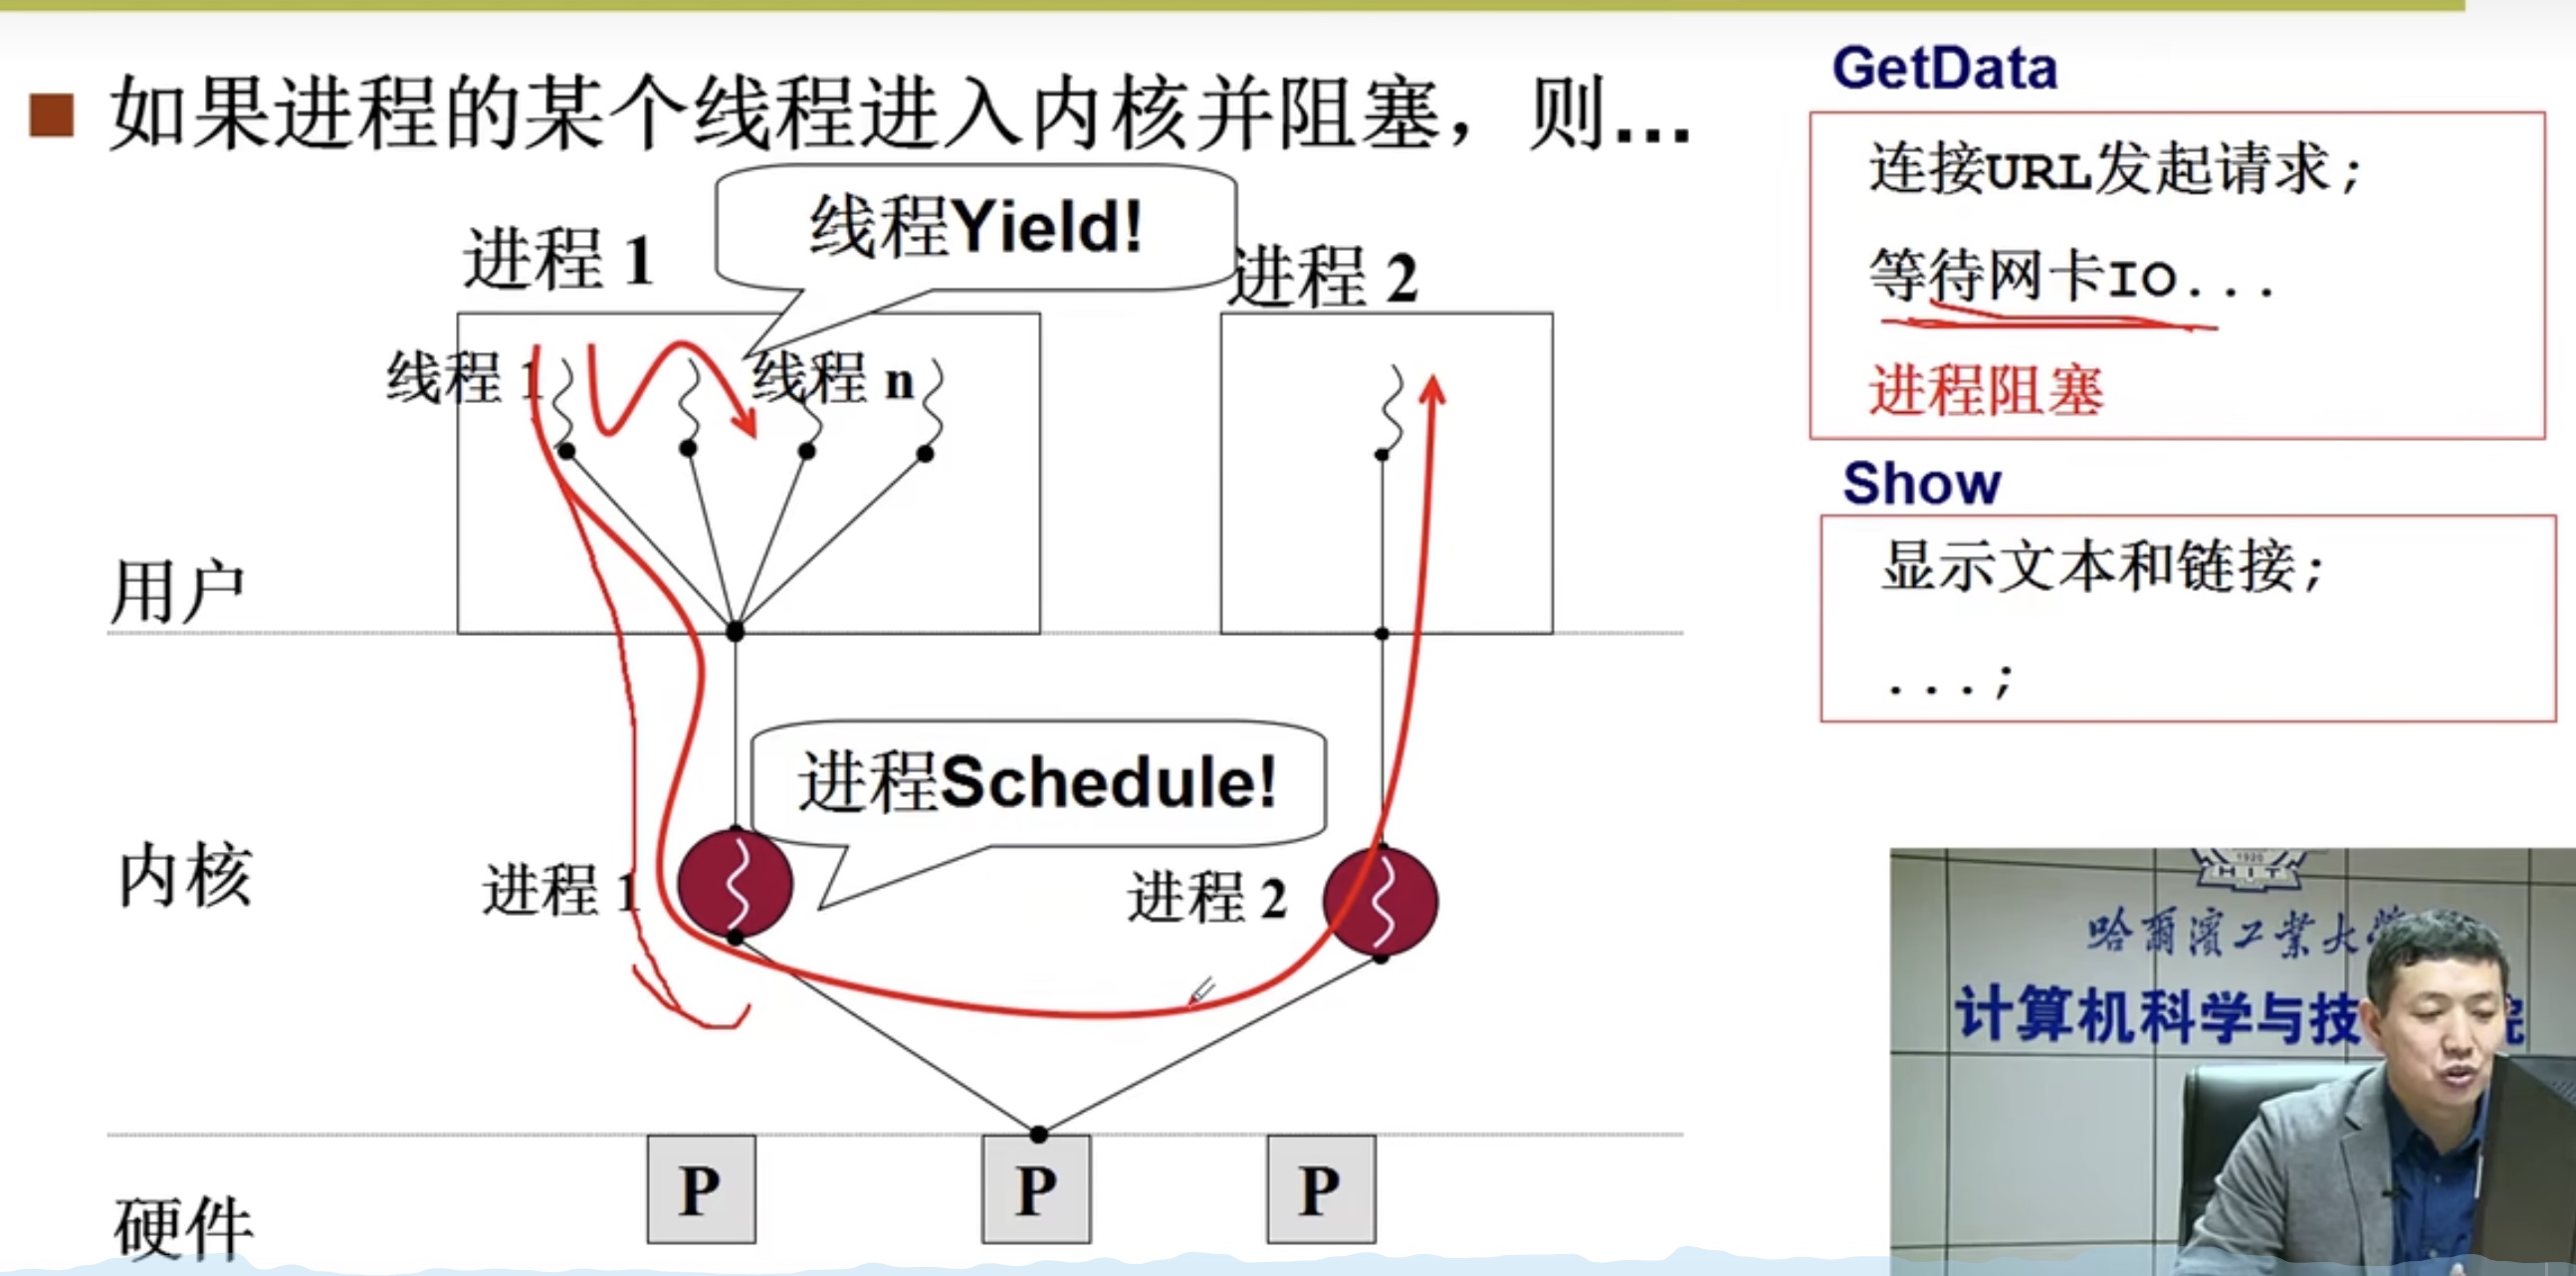 如果进程的某个线程进入内核并阻塞，则...
线程Yield!
进程 1
进程 2
线程 1
线程 n
用户
进程Schedule!
内核
进程 1
进程 2
P
P
P
硬件
GetData
连接URL发起请求;
等待网卡IO...
进程阻塞
Show
显示文本和链接;
...;
1920
HIT
哈爾濱工業大學
计算机科学与技
院